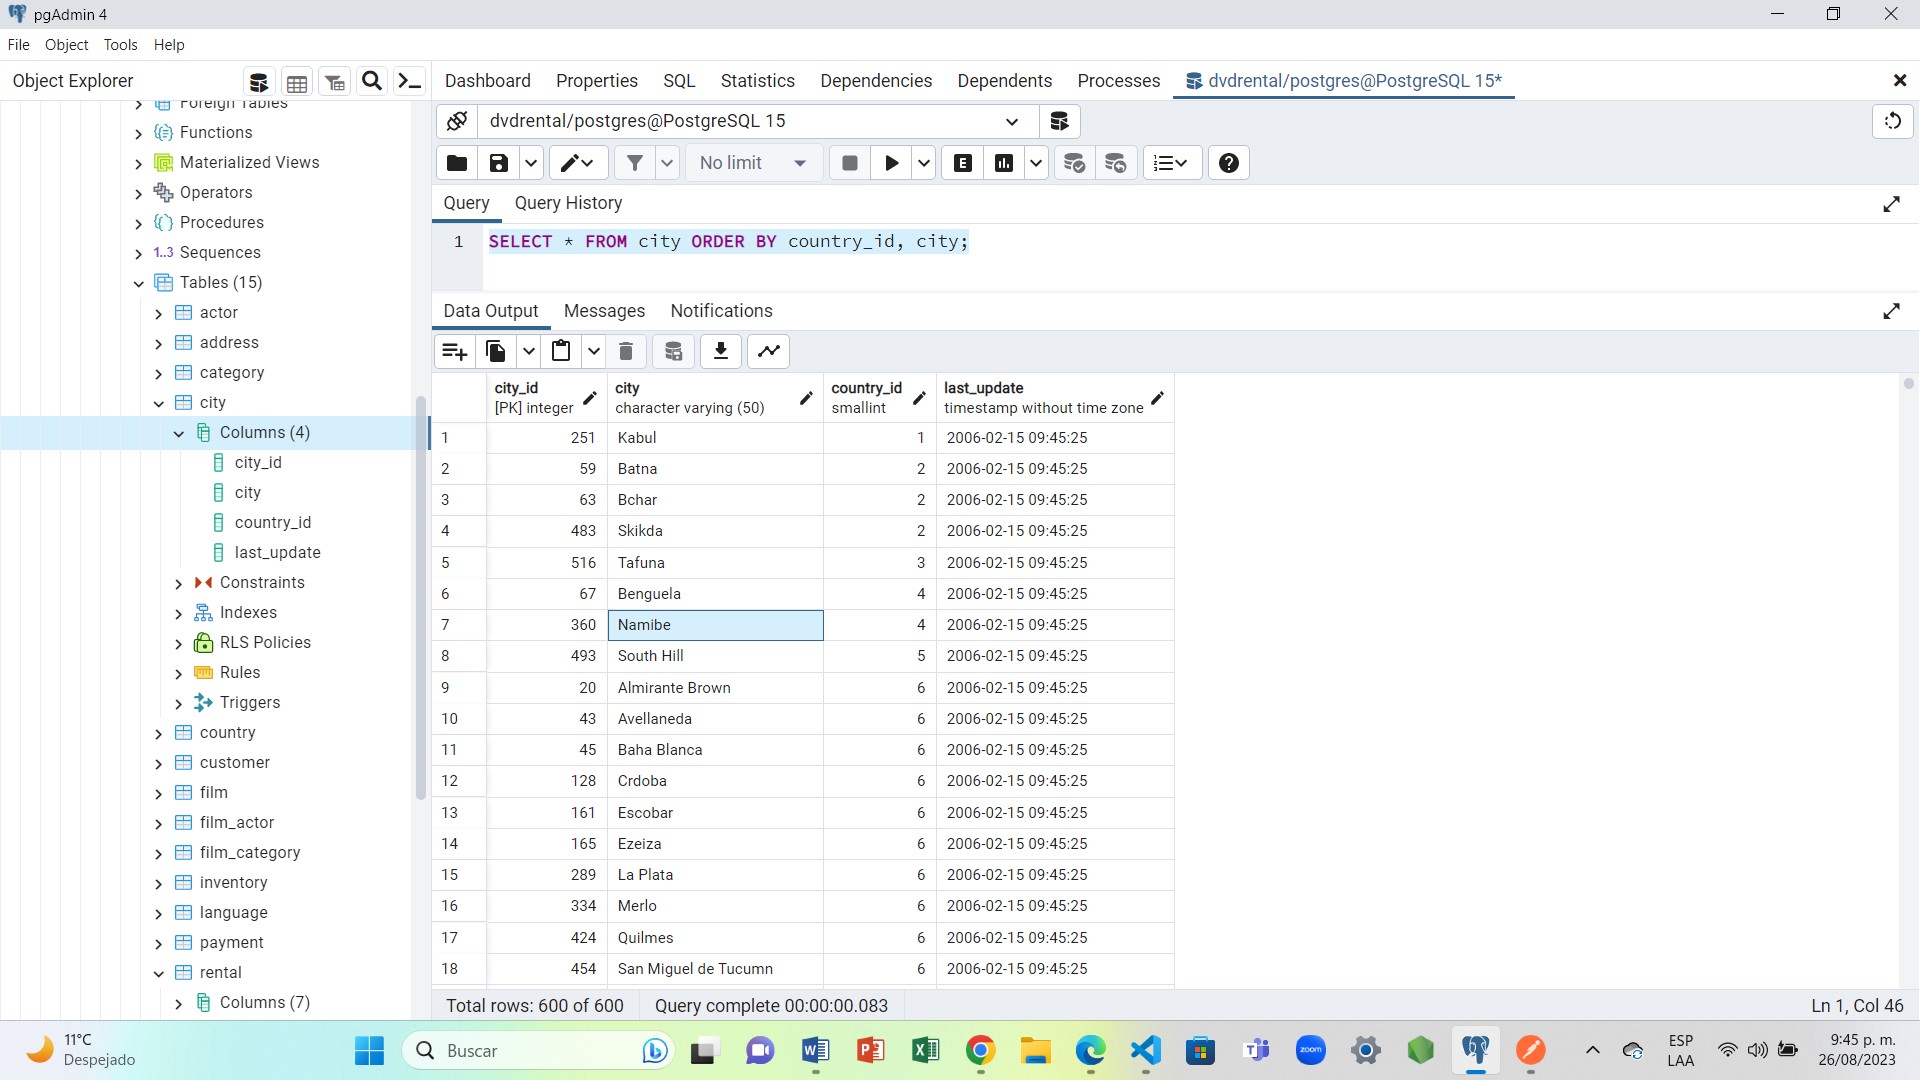 pgAdmin 4
File Object Tools Help
Object Explorer
Dashboard Properties SQL Statistics Dependencies Dependents Processes dvdrental/postgres@PostgreSQL 15*
Foreign Tables
Functions
Materialized Views
Operators
Procedures
1..3 Sequences
Tables (15)
actor
address
category
city
Columns (4)
city_id
city
country_id
last_update
Constraints
Indexes
RLS Policies
Rules
Triggers
country
customer
film
film_actor
film_category
inventory
language
payment
rental
Columns (7)
dvdrental/postgres@PostgreSQL 15
No limit
E
Query Query History
1 SELECT * FROM city ORDER BY country_id, city;
Data Output Messages Notifications
city_id city country_id last_update
[PK] integer character varying (50) smallint timestamp without time zone
1 251 Kabul 1 2006-02-15 09:45:25
2 59 Batna 2 2006-02-15 09:45:25
3 63 Bchar 2 2006-02-15 09:45:25
4 483 Skikda 2 2006-02-15 09:45:25
5 516 Tafuna 3 2006-02-15 09:45:25
6 67 Benguela 4 2006-02-15 09:45:25
7 360 Namibe 4 2006-02-15 09:45:25
8 493 South Hill 5 2006-02-15 09:45:25
9 20 Almirante Brown 6 2006-02-15 09:45:25
10 43 Avellaneda 6 2006-02-15 09:45:25
11 45 Baha Blanca 6 2006-02-15 09:45:25
12 128 Crdoba 6 2006-02-15 09:45:25
13 161 Escobar 6 2006-02-15 09:45:25
14 165 Ezeiza 6 2006-02-15 09:45:25
15 289 La Plata 6 2006-02-15 09:45:25
16 334 Merlo 6 2006-02-15 09:45:25
17 424 Quilmes 6 2006-02-15 09:45:25
18 454 San Miguel de Tucumn 6 2006-02-15 09:45:25
Total rows: 600 of 600 Query complete 00:00:00.083 Ln 1, Col 46
11°C
Despejado
Buscar
zoom
ESP
LAA
9:45 p. m.
26/08/2023